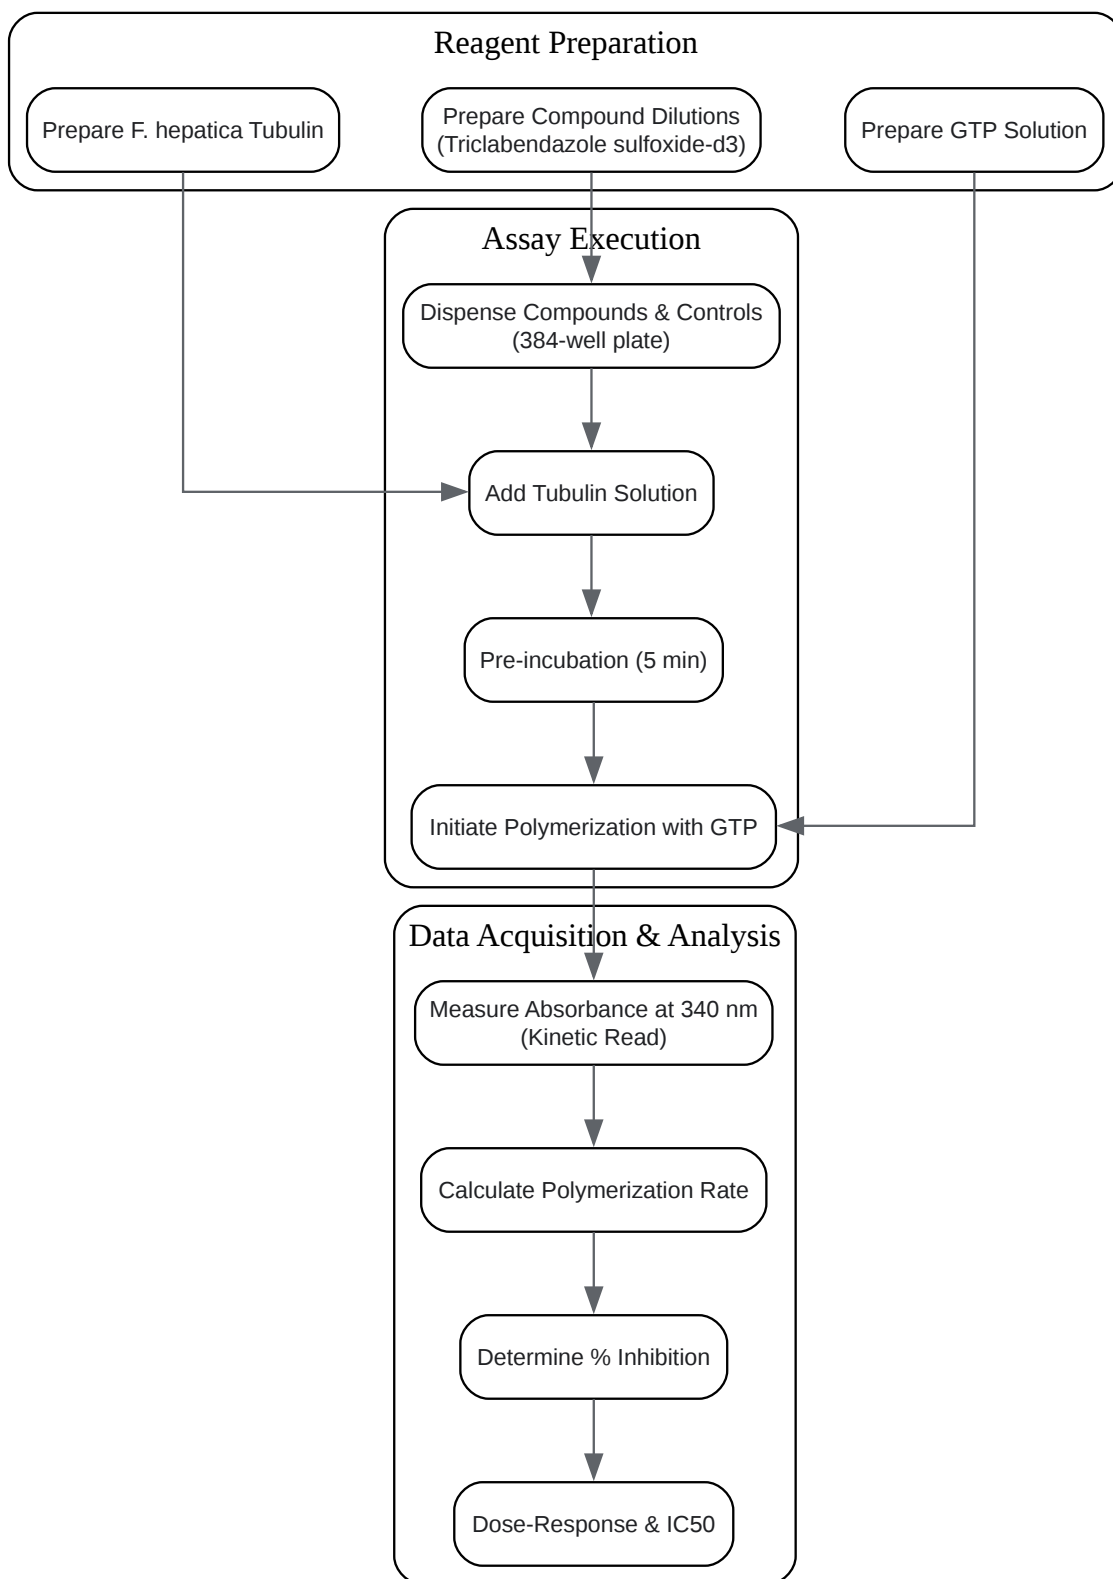 Reagent Preparation
Prepare F. hepatica Tubulin
Prepare Compound Dilutions
(Triclabendazole sulfoxide-d3)
Prepare GTP Solution
Assay Execution
Dispense Compounds & Controls
(384-well plate)
Add Tubulin Solution
Pre-incubation (5 min)
Initiate Polymerization with GTP
Data Acquisition & Analysis
Measure Absorbance at 340 nm
(Kinetic Read)
Calculate Polymerization Rate
Determine % Inhibition
Dose-Response & IC50